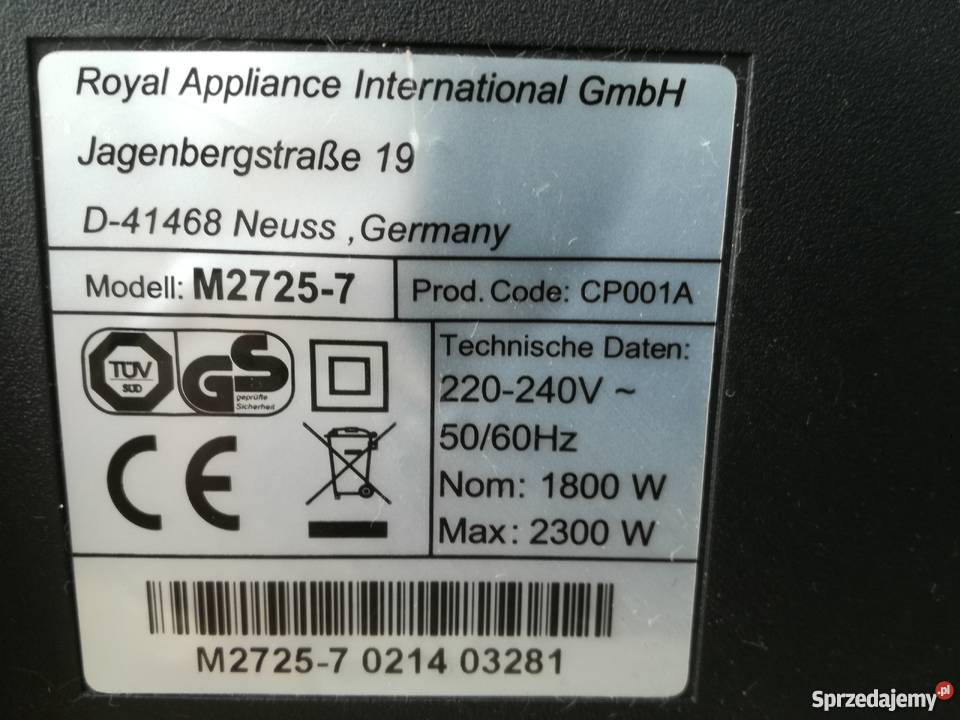 Royal Appliance International GmbH
Jagenbergstraße 19
D-41468 Neuss ,Germany
Modell: M2725-7
Prod. Code: CP001A
TÜV
SÜD
GS
geprüfte
Sicherheit
CE
Technische Daten:
220-240V ~
50/60Hz
Nom: 1800 W
Max: 2300 W
M2725-7 0214 03281
Sprzedajemy.pl